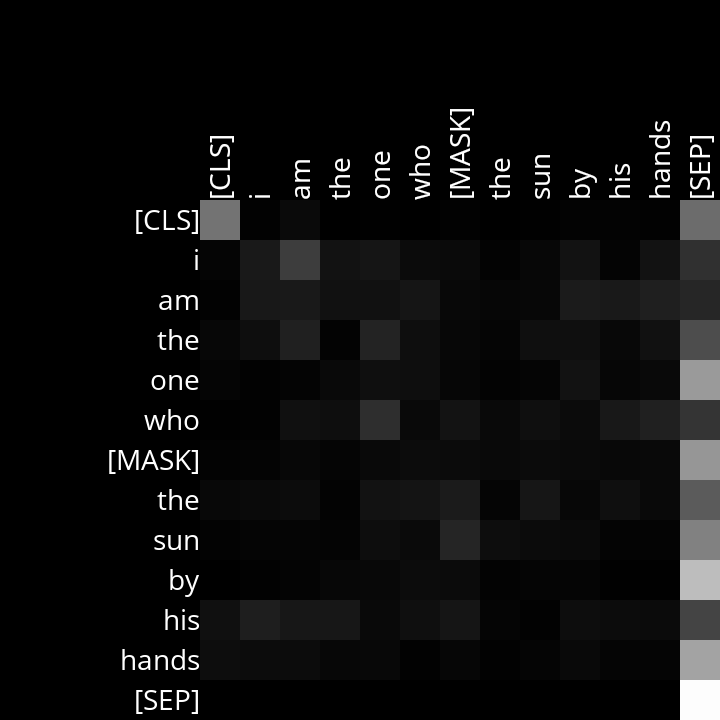 [CLS] i am the one who [MASK] the sun by his hands [SEP]
[CLS]
i
am
the
one
who
[MASK]
the
sun
by
his
hands
[SEP]